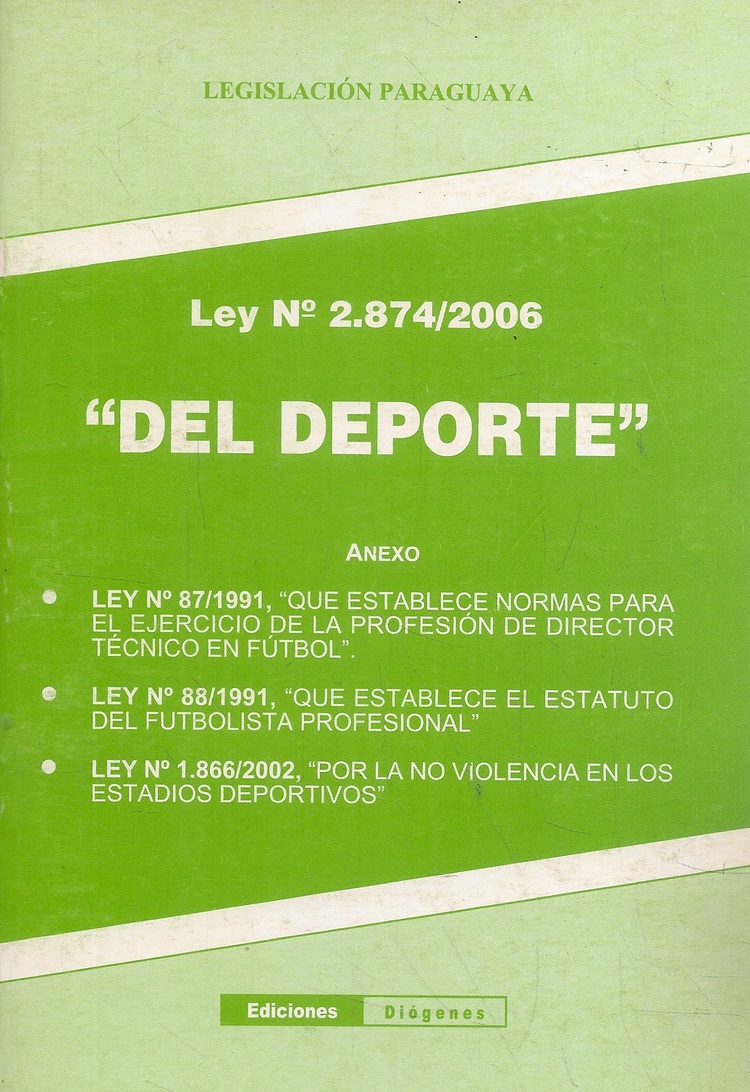 LEGISLACIÓN PARAGUAYA
Ley Nº 2.874/2006
“DEL DEPORTE”
ANEXO
• LEY Nº 87/1991, “QUE ESTABLECE NORMAS PARA
EL EJERCICIO DE LA PROFESIÓN DE DIRECTOR
TÉCNICO EN FÚTBOL”.
• LEY Nº 88/1991, “QUE ESTABLECE EL ESTATUTO
DEL FUTBOLISTA PROFESIONAL”
• LEY Nº 1.866/2002, “POR LA NO VIOLENCIA EN LOS
ESTADIOS DEPORTIVOS”
Ediciones Diógenes